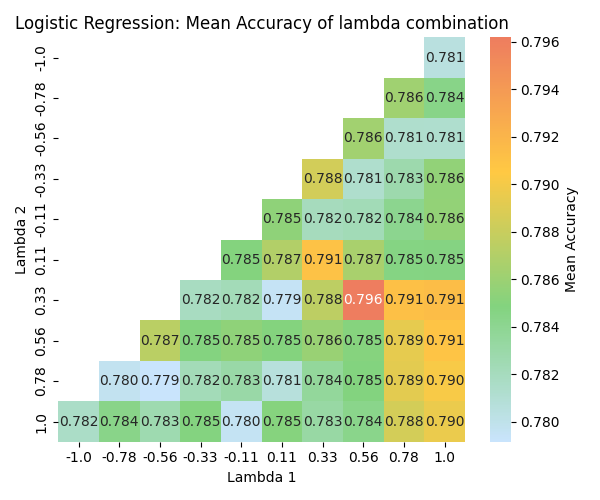 Logistic Regression: Mean Accuracy of lambda combination
-1.0 0.781
-0.78 0.786 0.784
-0.56 0.786 0.781 0.781
-0.33 0.788 0.781 0.783 0.786
-0.11 0.785 0.782 0.782 0.784 0.786
0.11 0.785 0.787 0.791 0.787 0.785 0.785
0.33 0.782 0.782 0.779 0.788 0.796 0.791 0.791
0.56 0.787 0.785 0.785 0.785 0.786 0.785 0.789 0.791
0.78 0.780 0.779 0.782 0.783 0.781 0.784 0.785 0.789 0.790
1.0 0.782 0.784 0.783 0.785 0.780 0.785 0.783 0.784 0.788 0.790
-1.0 -0.78 -0.56 -0.33 -0.11 0.11 0.33 0.56 0.78 1.0
Lambda 1
Lambda 2
0.796
0.794
0.792
0.790
0.788
0.786
0.784
0.782
0.780
Mean Accuracy